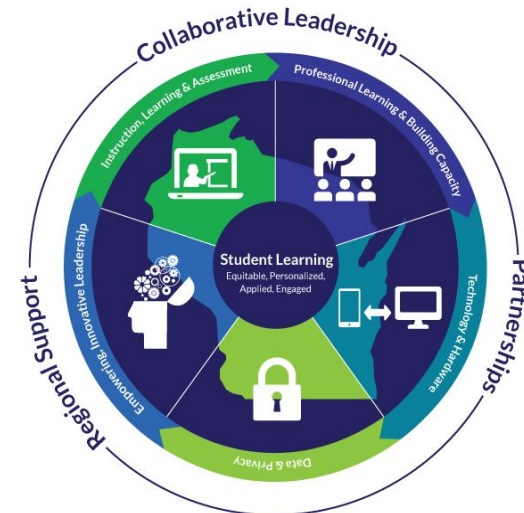 Collaborative Leadership
Instruction, Learning & Assessment
Professional Learning & Building Capacity
Student Learning
Equitable, Personalized,
Applied, Engaged
Technology & Hardware
Partnerships
Data & Privacy
Empowering, Innovative Leadership
Regional Support